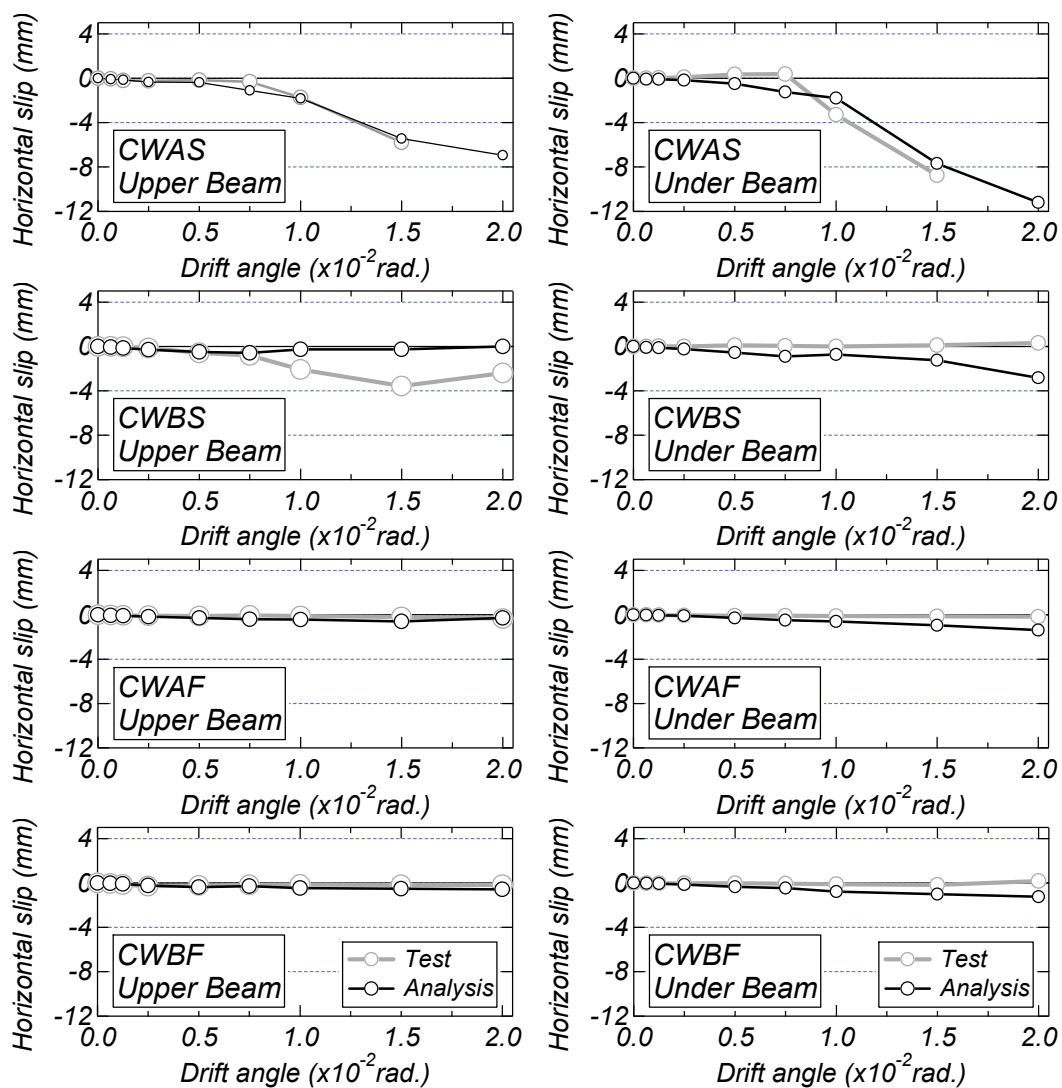 4
0
-4
-8
-12
Horizontal slip (mm)
CWAS
Upper Beam
0.0 0.5 1.0 1.5 2.0
Drift angle (x10-2rad.)
4
0
-4
-8
-12
Horizontal slip (mm)
CWAS
Under Beam
0.0 0.5 1.0 1.5 2.0
Drift angle (x10-2rad.)
4
0
-4
-8
-12
Horizontal slip (mm)
CWBS
Upper Beam
0.0 0.5 1.0 1.5 2.0
Drift angle (x10-2rad.)
4
0
-4
-8
-12
Horizontal slip (mm)
CWBS
Under Beam
0.0 0.5 1.0 1.5 2.0
Drift angle (x10-2rad.)
4
0
-4
-8
-12
Horizontal slip (mm)
CWAF
Upper Beam
0.0 0.5 1.0 1.5 2.0
Drift angle (x10-2rad.)
4
0
-4
-8
-12
Horizontal slip (mm)
CWAF
Under Beam
0.0 0.5 1.0 1.5 2.0
Drift angle (x10-2rad.)
4
0
-4
-8
-12
Horizontal slip (mm)
CWBF
Upper Beam
Test
Analysis
0.0 0.5 1.0 1.5 2.0
Drift angle (x10-2rad.)
4
0
-4
-8
-12
Horizontal slip (mm)
CWBF
Under Beam
Test
Analysis
0.0 0.5 1.0 1.5 2.0
Drift angle (x10-2rad.)